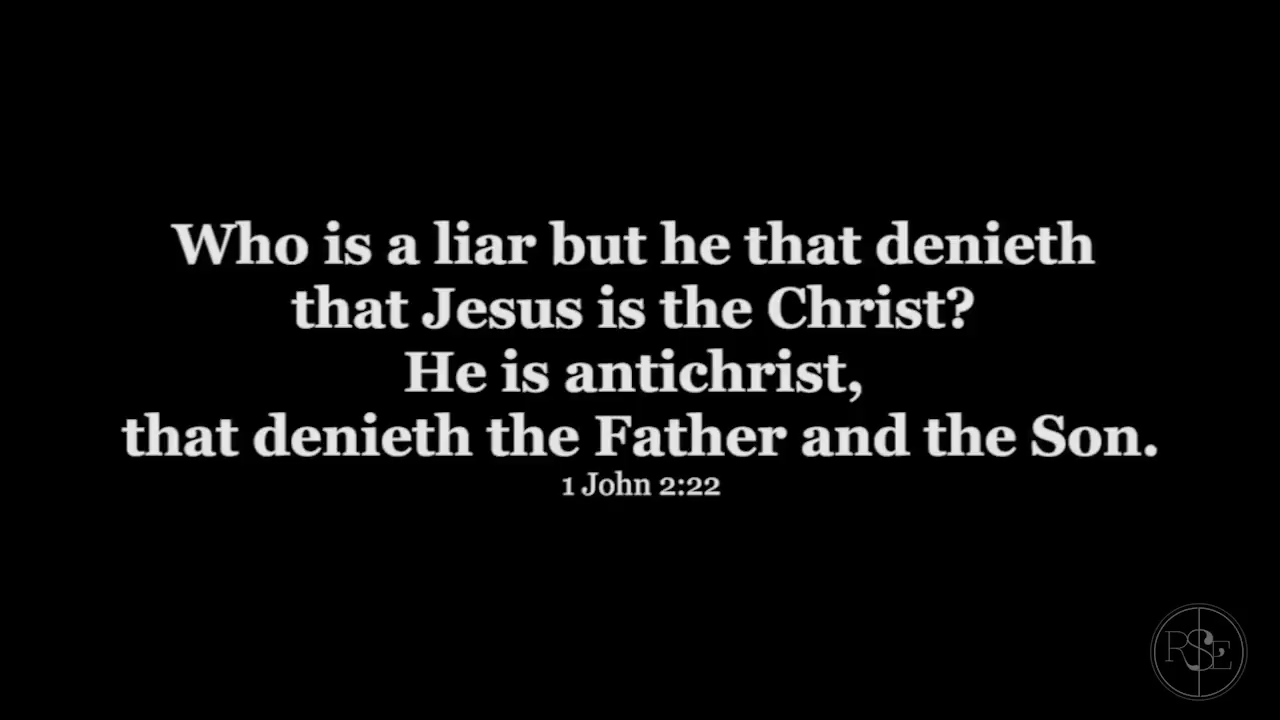 Who is a liar but he that denieth
that Jesus is the Christ?
He is antichrist,
that denieth the Father and the Son.
1 John 2:22
RSE